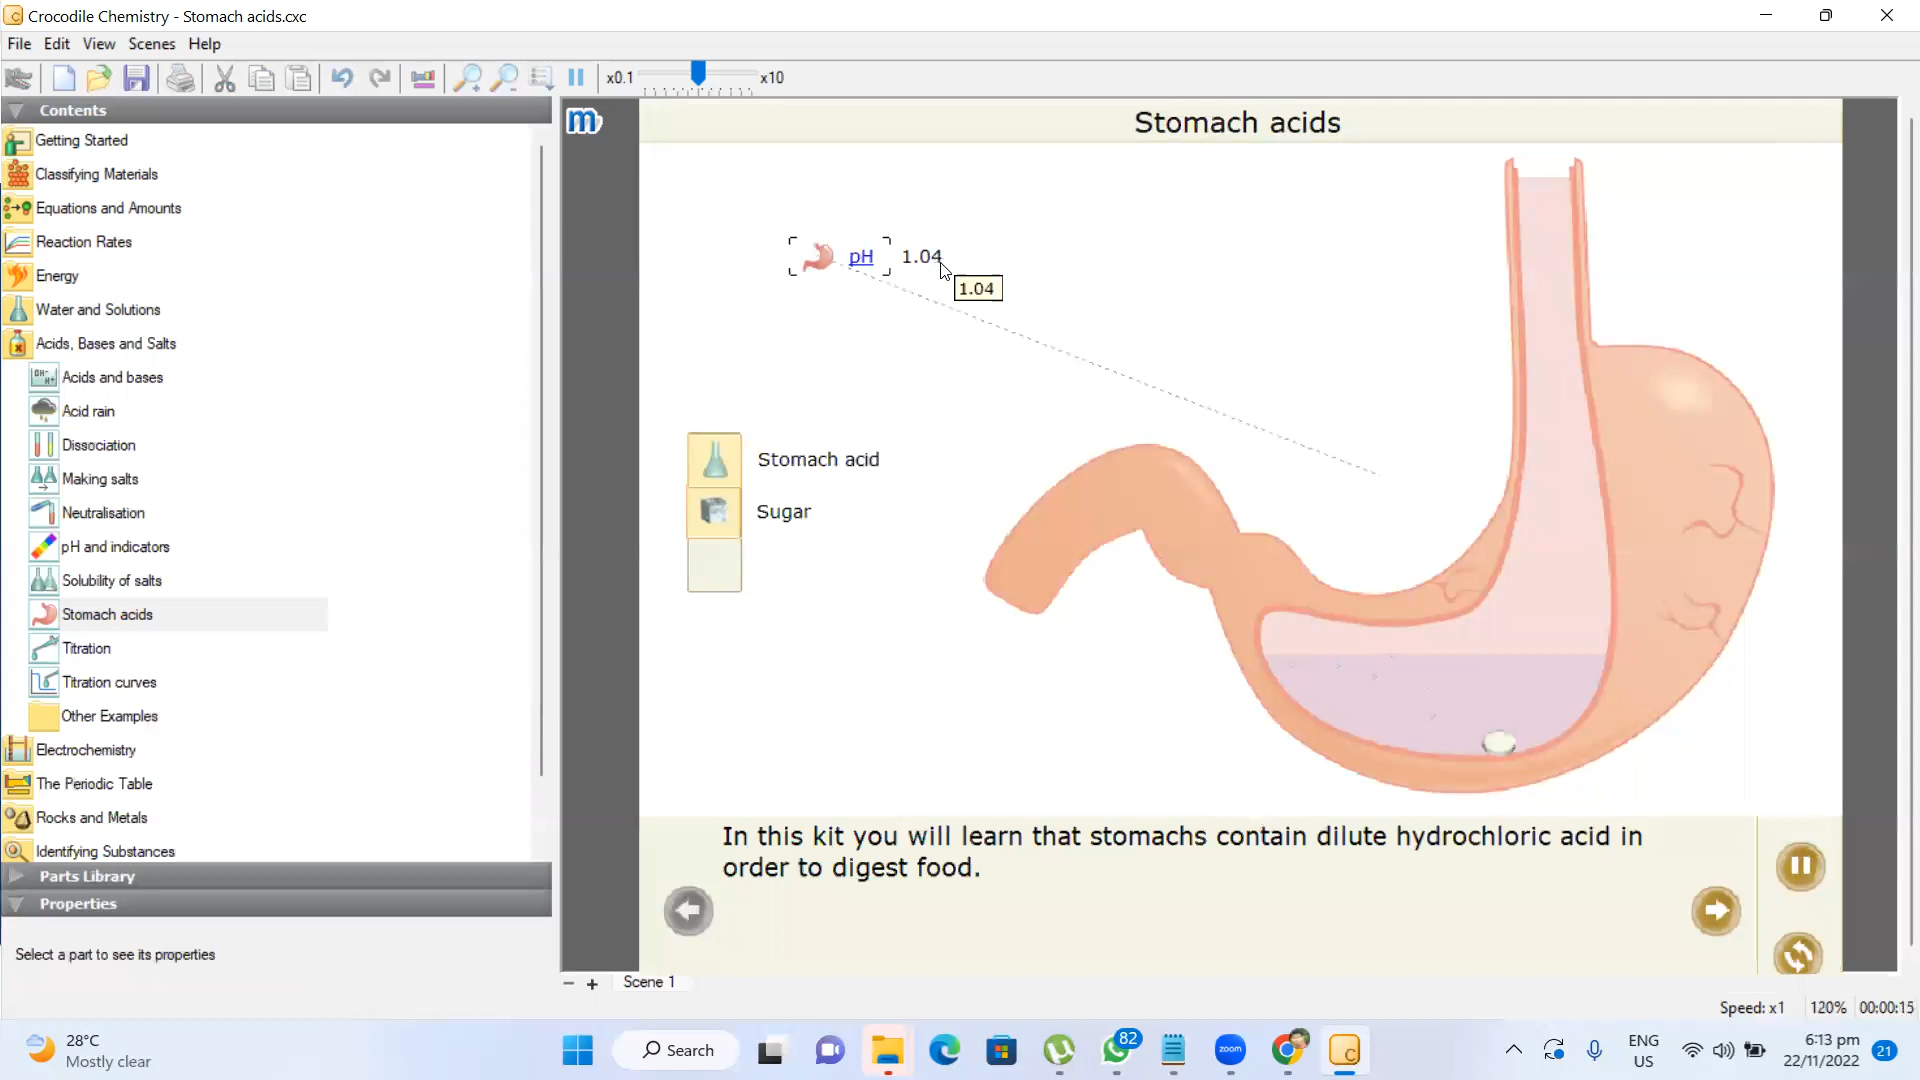 Crocodile Chemistry - Stomach acids.cxc
File Edit View Scenes Help
x0.1 x10
Contents
Getting Started
Classifying Materials
Equations and Amounts
Reaction Rates
Energy
Water and Solutions
Acids, Bases and Salts
Acids and bases
Acid rain
Dissociation
Making salts
Neutralisation
pH and indicators
Solubility of salts
Stomach acids
Titration
Titration curves
Other Examples
Electrochemistry
The Periodic Table
Rocks and Metals
Identifying Substances
Parts Library
Properties
Select a part to see its properties
m
Stomach acids
pH 1.04
1.04
Stomach acid
Sugar
In this kit you will learn that stomachs contain dilute hydrochloric acid in
order to digest food.
Scene 1
Speed: x1 120% 00:00:15
28°C
Mostly clear
Search
82
zoom
C
ENG
US
6:13 pm
22/11/2022
21